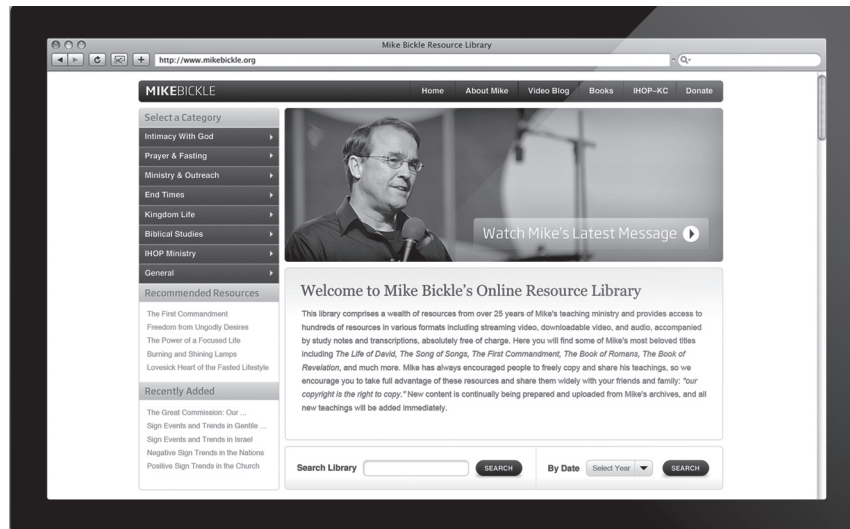 Mike Bickle Resource Library
http://www.mikebickle.org
MIKEBICKLE
Home About Mike Video Blog Books IHOP–KC Donate
Select a Category
Intimacy With God
Prayer & Fasting
Ministry & Outreach
End Times
Kingdom Life
Biblical Studies
IHOP Ministry
General
Recommended Resources
The First Commandment
Freedom from Ungodly Desires
The Power of a Focused Life
Burning and Shining Lamps
Lovesick Heart of the Fasted Lifestyle
Recently Added
The Great Commission: Our ...
Sign Events and Trends in Gentile ...
Sign Events and Trends in Israel
Negative Sign Trends in the Nations
Positive Sign Trends in the Church
Watch Mike's Latest Message
Welcome to Mike Bickle's Online Resource Library
This library comprises a wealth of resources from over 25 years of Mike's teaching ministry and provides access to
hundreds of resources in various formats including streaming video, downloadable video, and audio, accompanied
by study notes and transcriptions, absolutely free of charge. Here you will find some of Mike's most beloved titles
including The Life of David, The Song of Songs, The First Commandment, The Book of Romans, The Book of
Revelation, and much more. Mike has always encouraged people to freely copy and share his teachings, so we
encourage you to take full advantage of these resources and share them widely with your friends and family: "our
copyright is the right to copy." New content is continually being prepared and uploaded from Mike's archives, and all
new teachings will be added immediately.
Search Library SEARCH By Date Select Year SEARCH